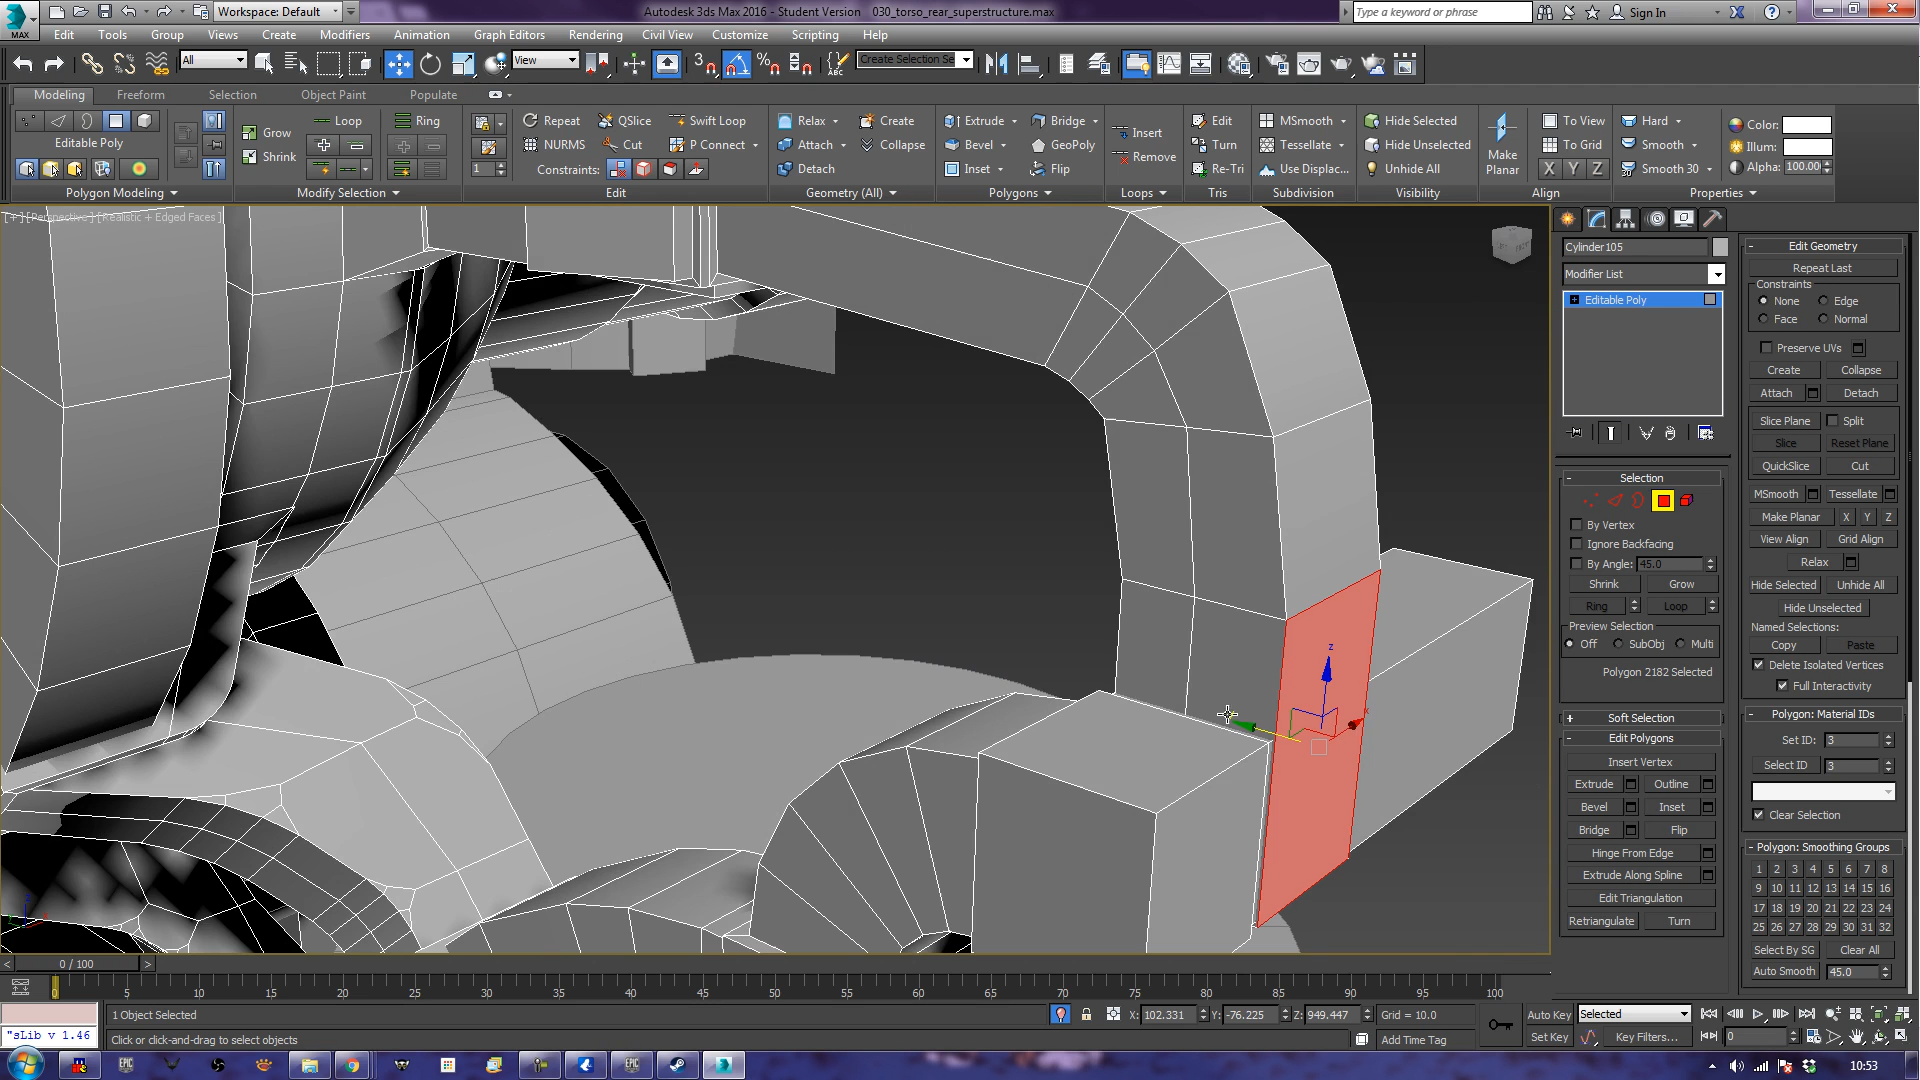 Workspace: Default
Autodesk 3ds Max 2016 - Student Version 030_torso_rear_superstructure.max
Type a keyword or phrase
Sign In
MAX
Edit Tools Group Views Create Modifiers Animation Graph Editors Rendering Civil View Customize Scripting Help
All View Create Selection Se
Modeling Freeform Selection Object Paint Populate
Grow Loop Ring Repeat QSlice Swift Loop Relax Create Extrude Bridge Insert Edit MSmooth Hide Selected To View Hard Color:
Editable Poly Shrink NURMS Cut P Connect Attach Collapse Bevel GeoPoly Remove Turn Tessellate Hide Unselected Make Planar To Grid Smooth Illum:
1 Constraints: Detach Inset Flip Re-Tri Use Displac... Unhide All X Y Z Smooth 30 Alpha: 100.00
Polygon Modeling Modify Selection Edit Geometry (All) Polygons Loops Tris Subdivision Visibility Align Properties
[+] [Perspective] [Realistic + Edged Faces]
Cylinder105
Modifier List
Editable Poly
Selection
By Vertex
Ignore Backfacing
By Angle: 45.0
Shrink Grow
Ring Loop
Preview Selection
Off SubObj Multi
Polygon 2182 Selected
Soft Selection
Edit Polygons
Insert Vertex
Extrude Outline
Bevel Inset
Bridge Flip
Hinge From Edge
Extrude Along Spline
Edit Triangulation
Retriangulate Turn
Edit Geometry
Repeat Last
Constraints
None Edge
Face Normal
Preserve UVs
Create Collapse
Attach Detach
Slice Plane Split
Slice Reset Plane
QuickSlice Cut
MSmooth Tessellate
Make Planar X Y Z
View Align Grid Align
Relax
Hide Selected Unhide All
Hide Unselected
Named Selections:
Copy Paste
Delete Isolated Vertices
Full Interactivity
Polygon: Material IDs
Set ID: 3
Select ID 3
Clear Selection
Polygon: Smoothing Groups
1 2 3 4 5 6 7 8
9 10 11 12 13 14 15 16
17 18 19 20 21 22 23 24
25 26 27 28 29 30 31 32
Select By SG Clear All
Auto Smooth 45.0
z
x
< 0 / 100 >
0 5 10 15 20 25 30 35 40 45 50 55 60 65 70 75 80 85 90 95 100
1 Object Selected X: 102.331 Y: -76.225 Z: 949.447 Grid = 10.0 Auto Key Selected
"sLib v 1.46 Click or click-and-drag to select objects Add Time Tag Set Key Key Filters... 0
EPIC
EPIC
10:53